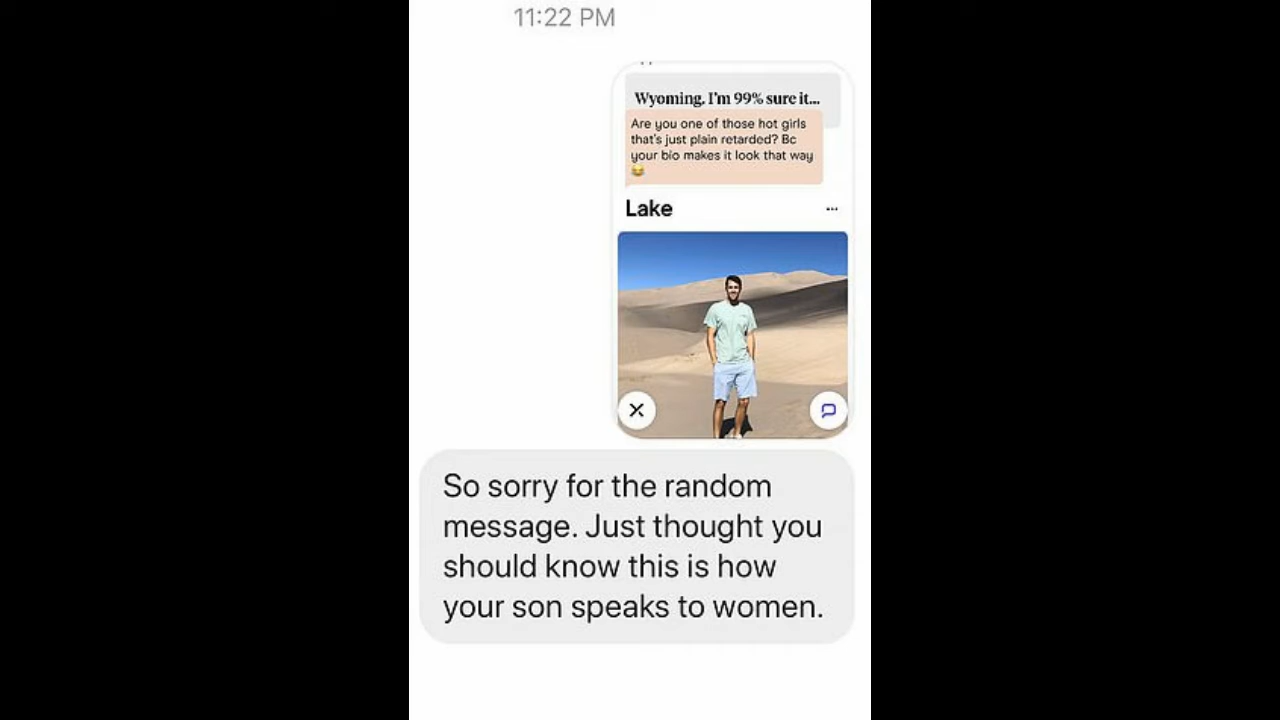 11:22 PM
Wyoming. I'm 99% sure it...
Are you one of those hot girls
that's just plain retarded? Bc
your bio makes it look that way
😂
Lake
So sorry for the random
message. Just thought you
should know this is how
your son speaks to women.